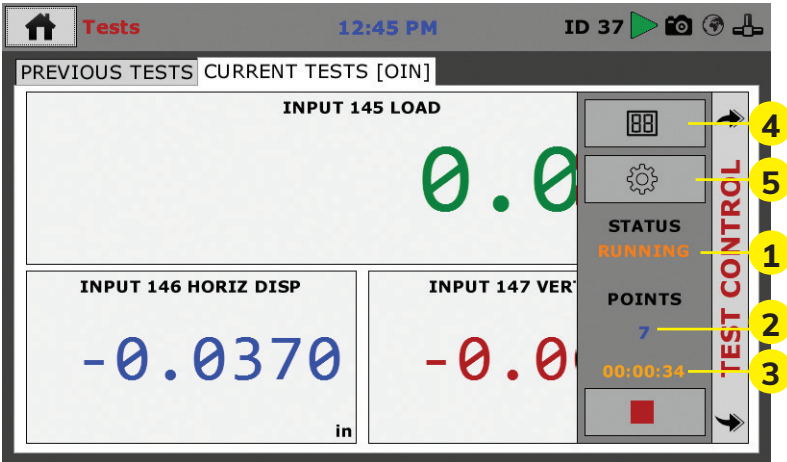 Tests 12:45 PM ID 37
PREVIOUS TESTS CURRENT TESTS [OIN]
INPUT 145 LOAD
0.0
INPUT 146 HORIZ DISP
-0.0370
in
INPUT 147 VER
-0.0
88
STATUS
RUNNING
POINTS
7
00:00:34
TEST CONTROL
4
5
1
2
3